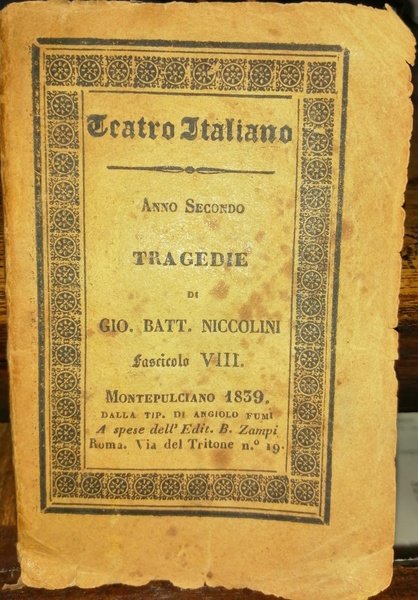 Teatro Italiano
ANNO SECONDO
TRAGEDIE
DI
GIO. BATT. NICCOLINI
Fascicolo VIII.
MONTEPULCIANO 1839.
DALLA TIP. DI ANGIOLO FUMI
A spese dell' Edit. B. Zampi
Roma. Via del Tritone n.º 19.